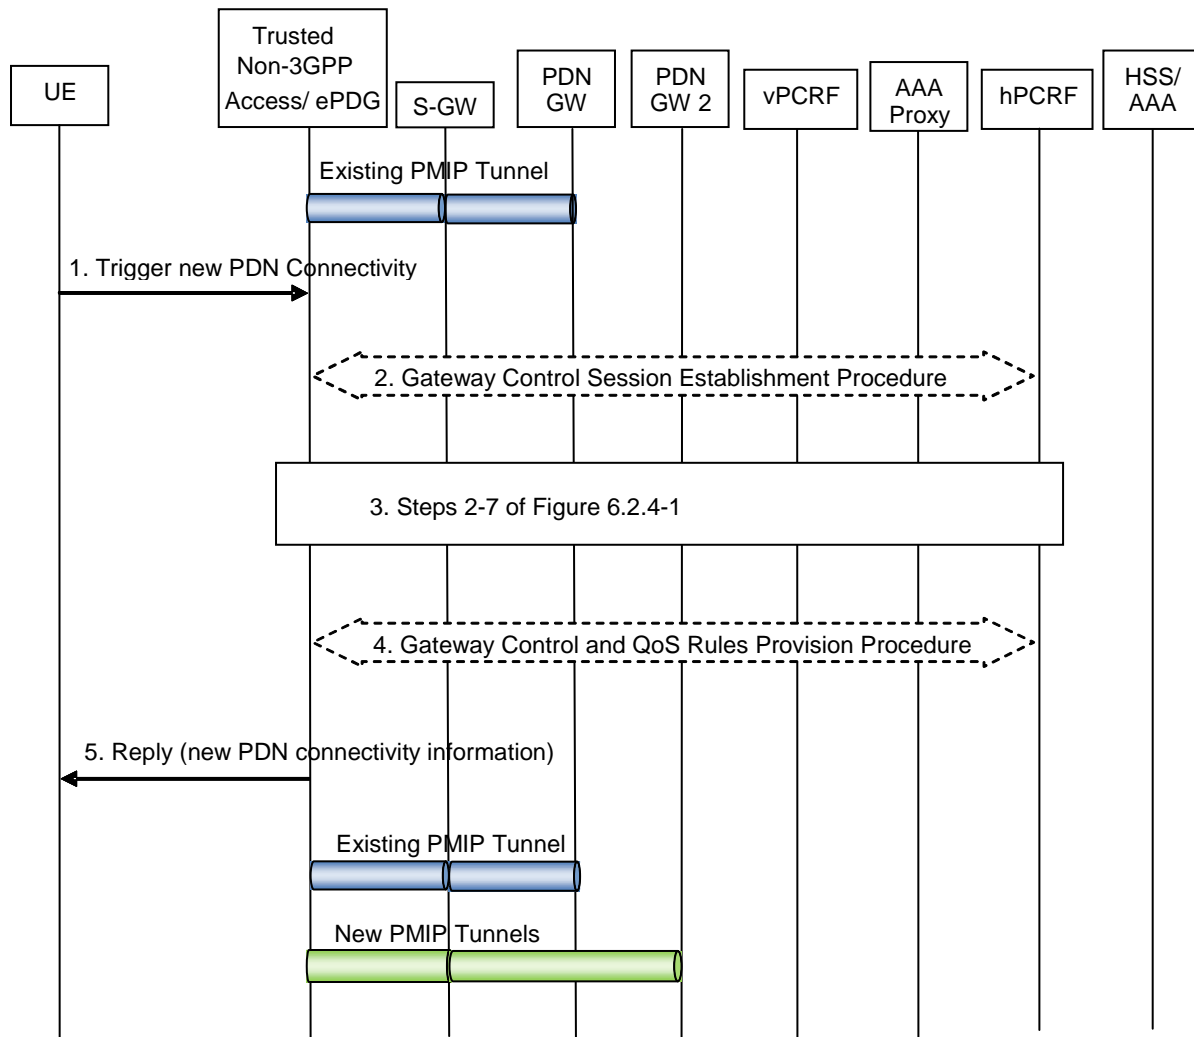 UE
Trusted
Non-3GPP
Access/ ePDG
S-GW
PDN
GW
PDN
GW 2
vPCRF
AAA
Proxy
hPCRF
HSS/
AAA
Existing PMIP Tunnel
1. Trigger new PDN Connectivity
2. Gateway Control Session Establishment Procedure
3. Steps 2-7 of Figure 6.2.4-1
4. Gateway Control and QoS Rules Provision Procedure
5. Reply (new PDN connectivity information)
Existing PMIP Tunnel
New PMIP Tunnels